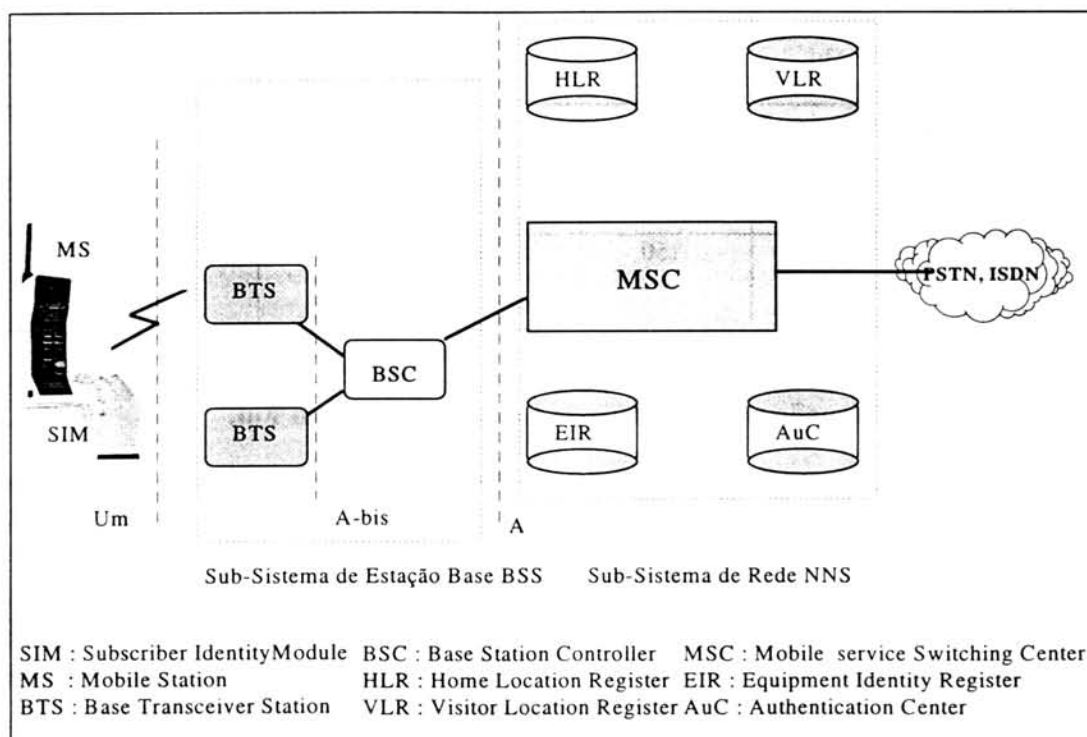 HLR VLR
MS
BTS
MSC
PSTN, ISDN
BSC
BTS
SIM
EIR AuC
Um A-bis A
Sub-Sistema de Estação Base BSS Sub-Sistema de Rede NNS
SIM : Subscriber IdentityModule BSC : Base Station Controller MSC : Mobile service Switching Center
MS : Mobile Station HLR : Home Location Register EIR : Equipment Identity Register
BTS : Base Transceiver Station VLR : Visitor Location Register AuC : Authentication Center